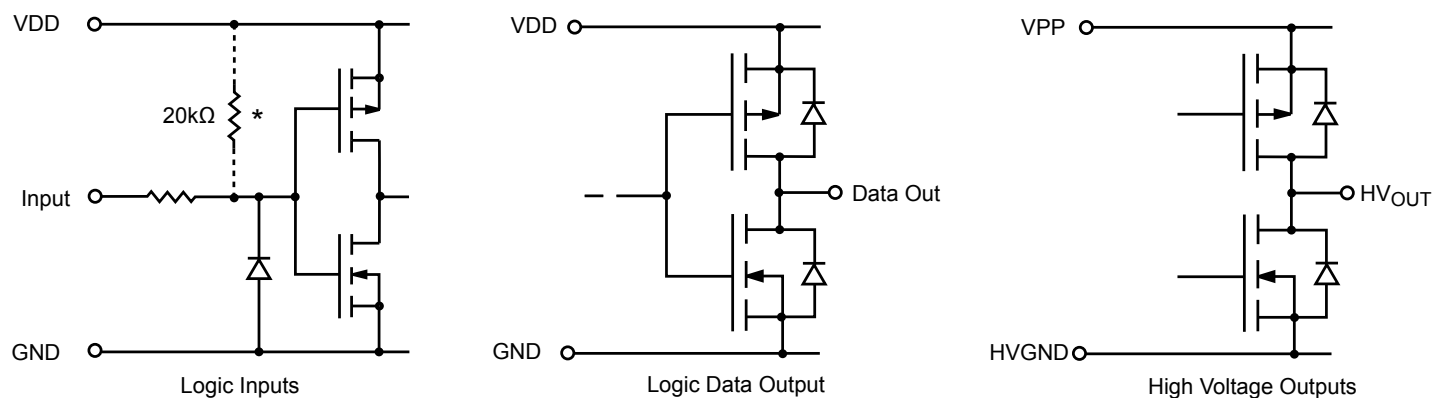 VDD
20kΩ *
Input
GND
Logic Inputs
VDD
Data Out
GND
Logic Data Output
VPP
HVOUT
HVGND
High Voltage Outputs